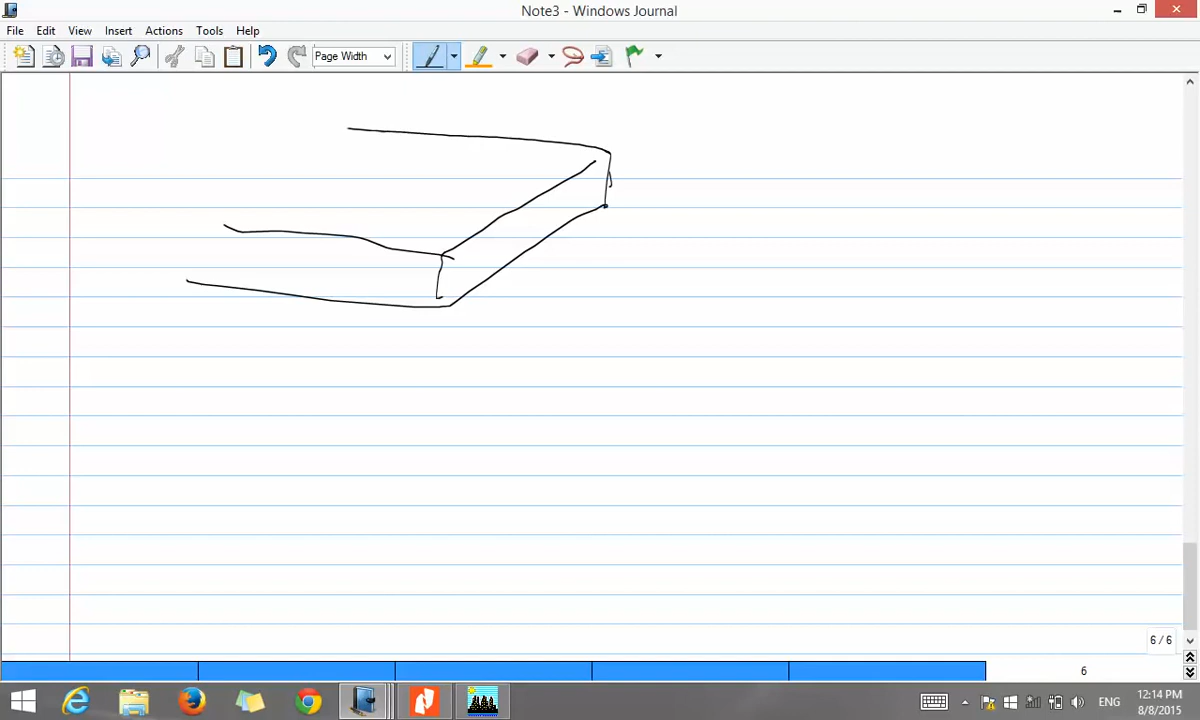 Note3 - Windows Journal
File Edit View Insert Actions Tools Help
Page Width
6 / 6
6
ENG
12:14 PM
8/8/2015